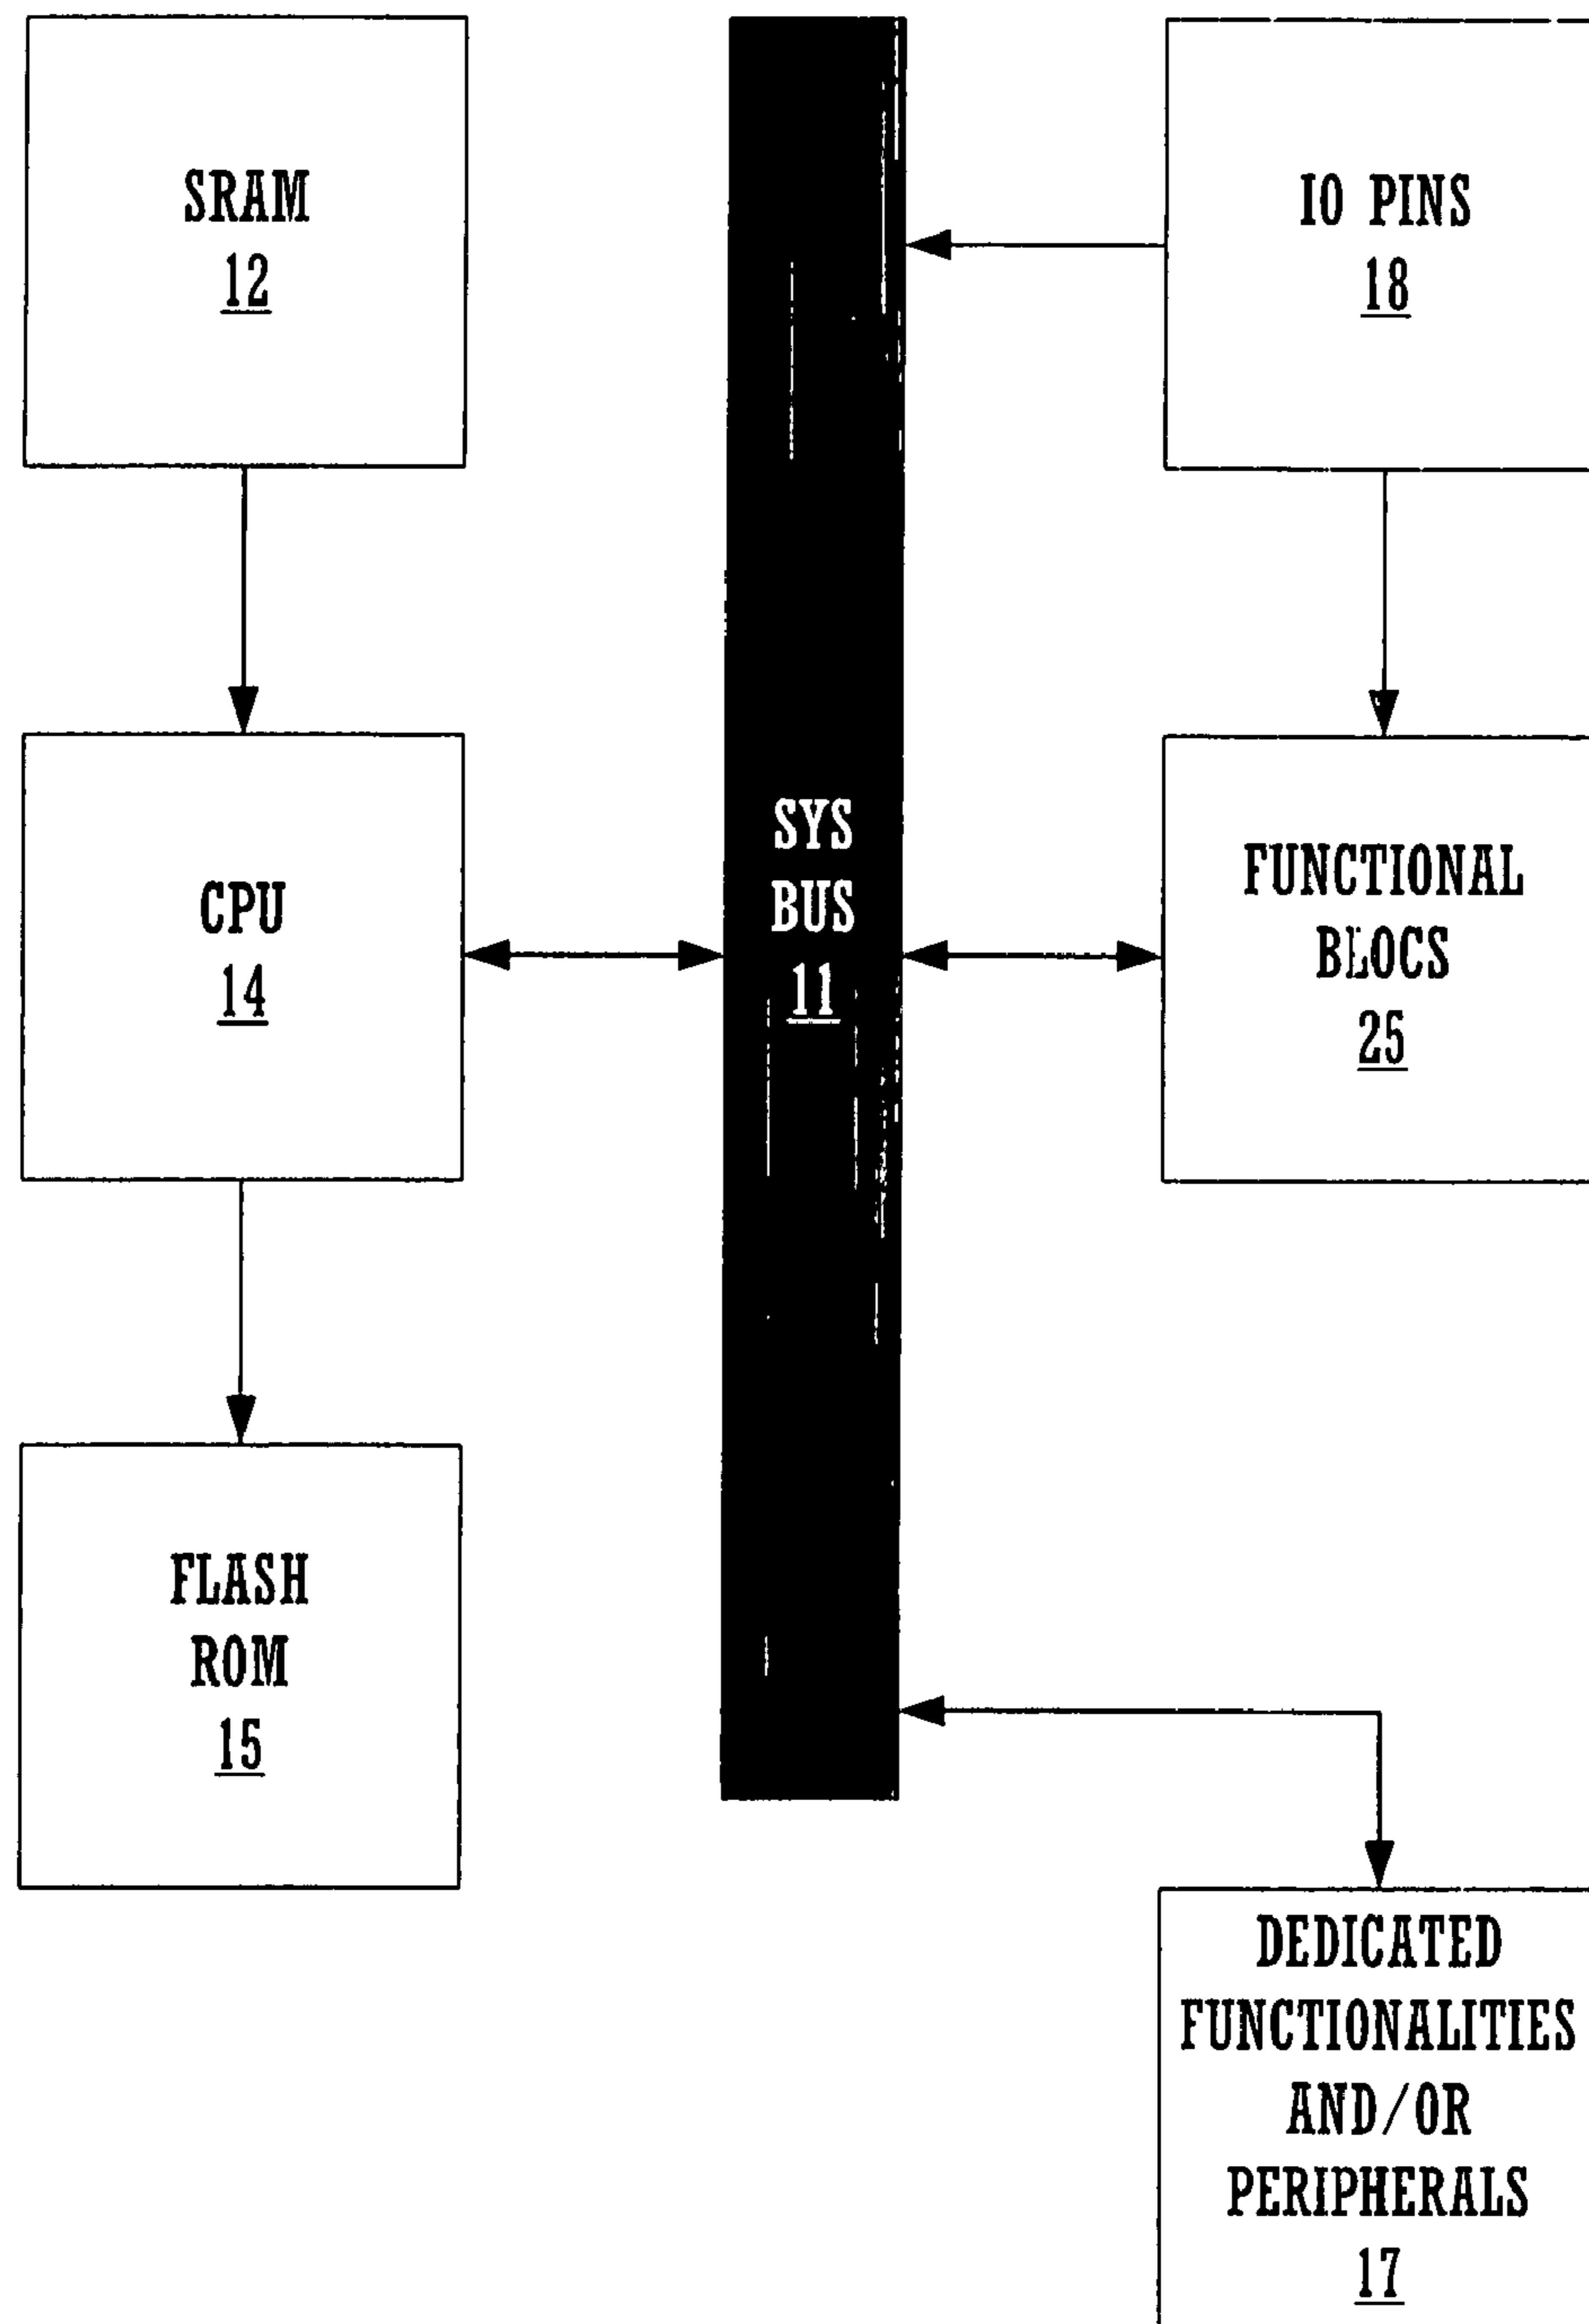 SRAM
12
IO PINS
18
SYS
BUS
11
CPU
14
FUNCTIONAL
BLOCS
25
FLASH
ROM
15
DEDICATED
FUNCTIONALITIES
AND/OR
PERIPHERALS
17